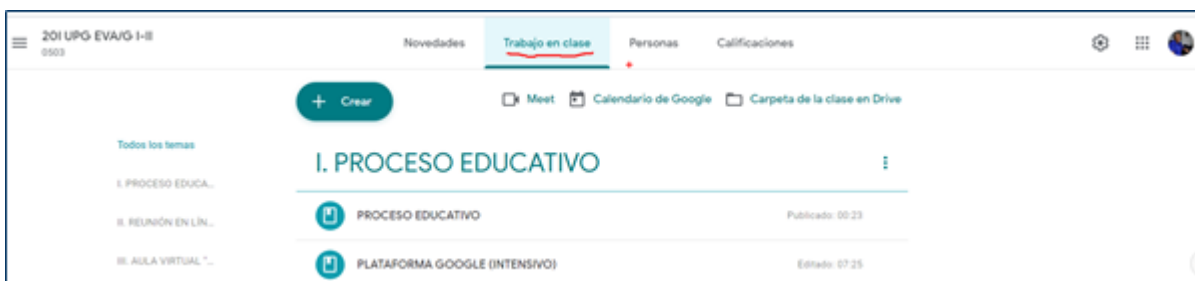 20I UPG EVA/G I-II
0503
Novedades Trabajo en clase Personas Calificaciones
+ Crear
Meet Calendario de Google Carpeta de la clase en Drive
Todos los temas
I. PROCESO EDUCA...
II. REUNIÓN EN LÍN...
III. AULA VIRTUAL "...
I. PROCESO EDUCATIVO
PROCESO EDUCATIVO Publicado: 00:23
PLATAFORMA GOOGLE (INTENSIVO) Editado: 07:25